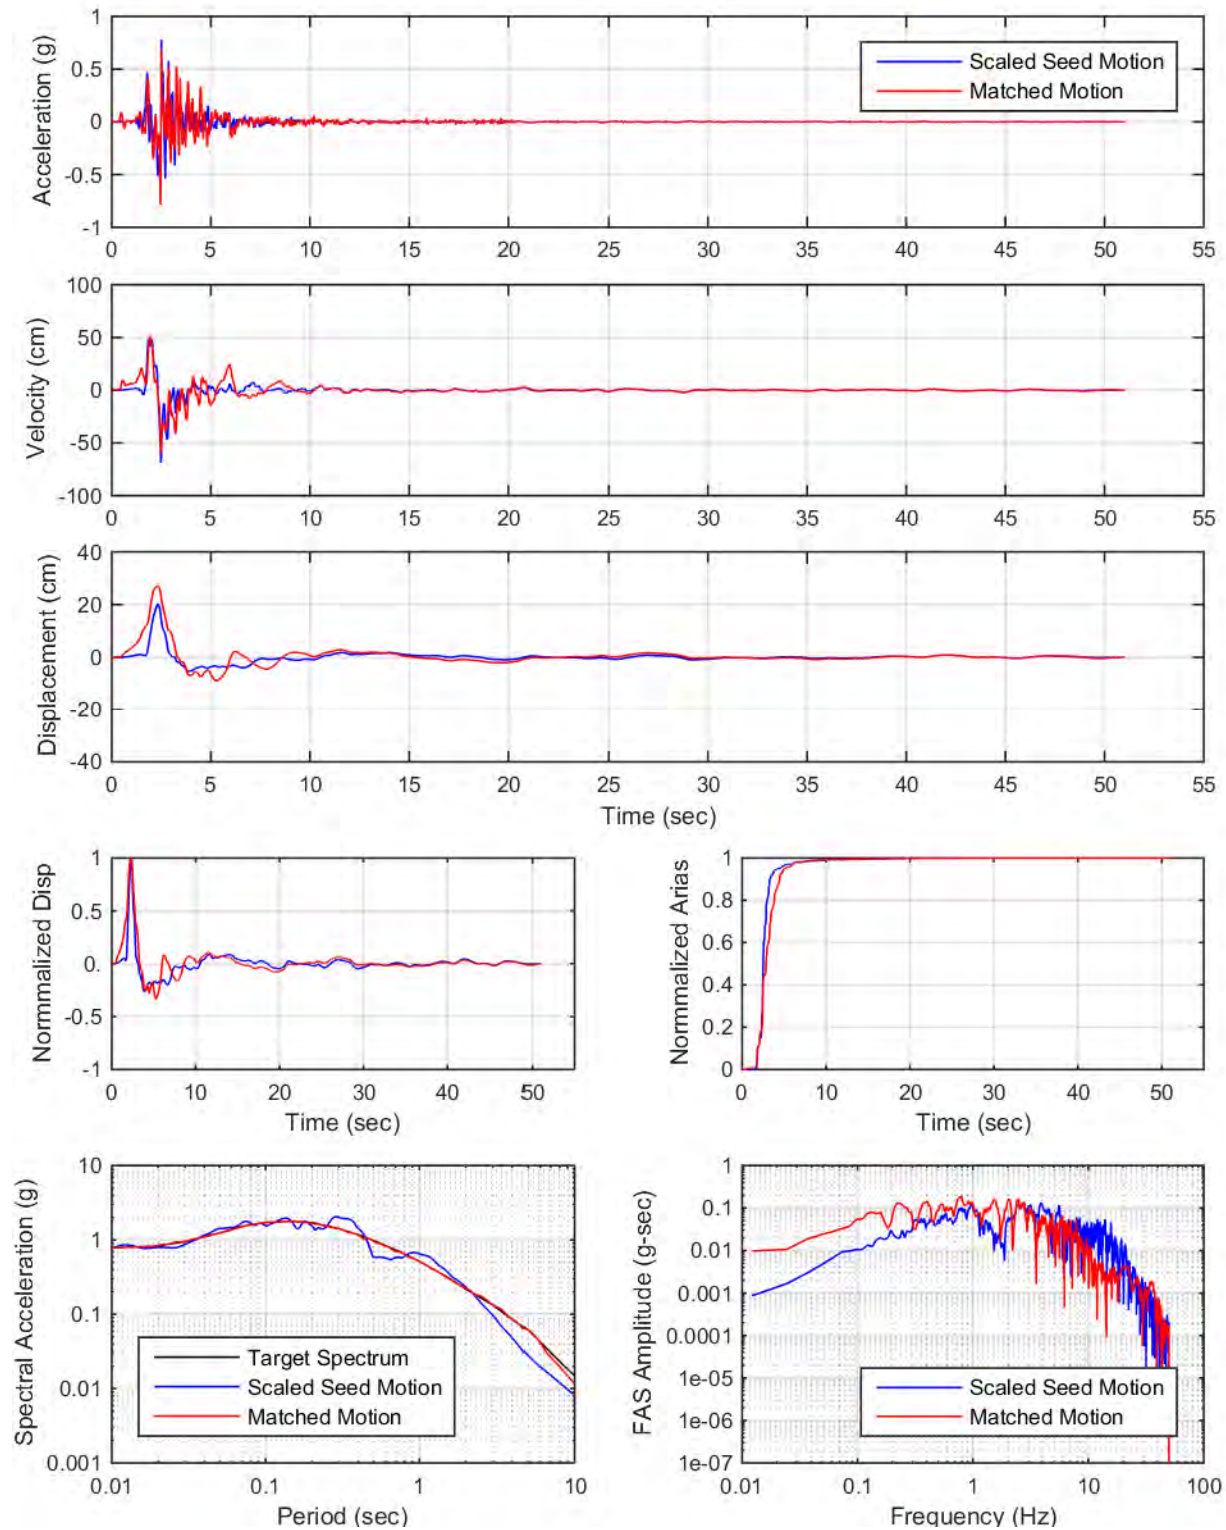 1
0.5
0
-0.5
-1
Acceleration (g)
Scaled Seed Motion
Matched Motion
0 5 10 15 20 25 30 35 40 45 50 55
100
50
0
-50
-100
Velocity (cm)
0 5 10 15 20 25 30 35 40 45 50 55
40
20
0
-20
-40
Displacement (cm)
0 5 10 15 20 25 30 35 40 45 50 55
Time (sec)
1
0.5
0.
-0.5
-1
Normmalized Disp
0 10 20 30 40 50
Time (sec)
1
0.8
0.6
0.4
0.2
0
Normmalized Arias
0 10 20 30 40 50
Time (sec)
10
1
0.1
0.01
0.001
Spectral Acceleration (g)
Target Spectrum
Scaled Seed Motion
Matched Motion
0.01 0.1 1 10
Period (sec)
1
0.1
0.01
0.001
0.0001
1e-05
1e-06
1e-07
FAS Amplitude (g-sec)
Scaled Seed Motion
Matched Motion
0.01 0.1 1 10 100
Frequency (Hz)